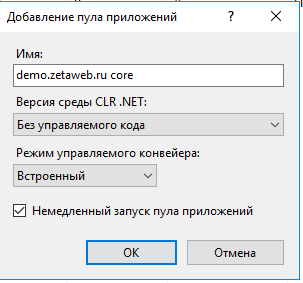 Добавление пула приложений
Имя:
demo.zetaweb.ru core
Версия среды CLR .NET:
Без управляемого кода
Режим управляемого конвейера:
Встроенный
Немедленный запуск пула приложений
OK
Отмена